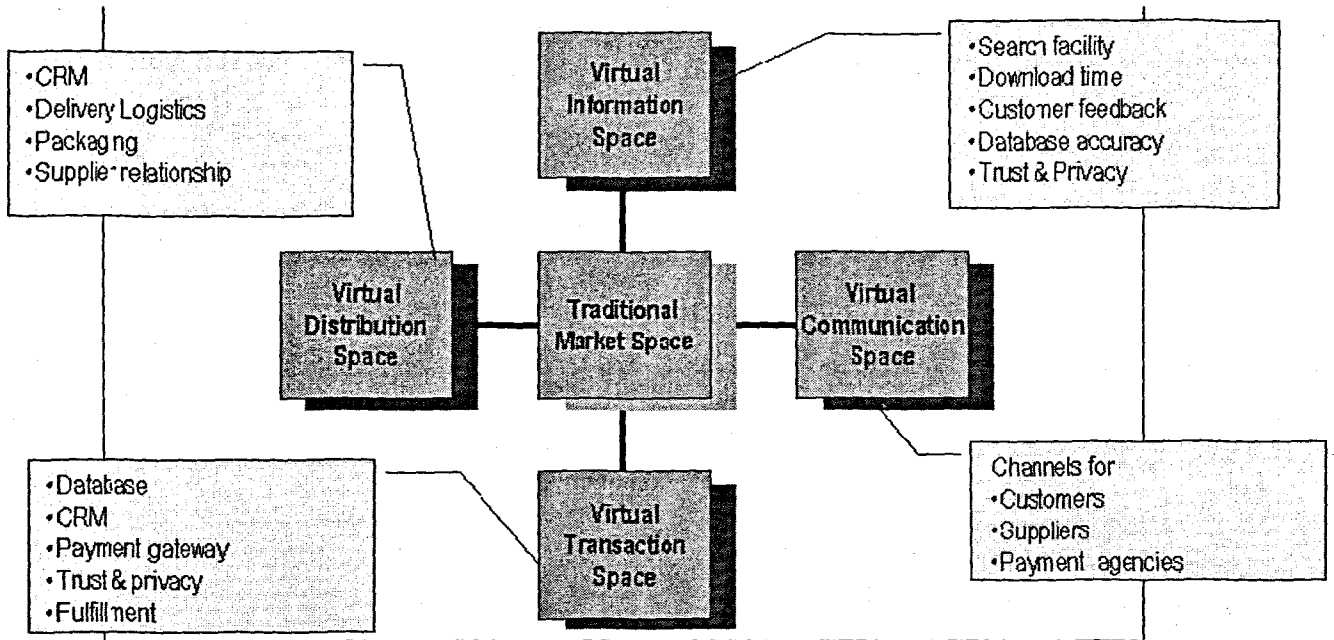 •CRM
•Delivery Logistics
•Packaging
•Supplier relationship
Virtual
Information
Space
•Search facility
•Download time
•Customer feedback
•Database accuracy
•Trust & Privacy
Virtual
Distribution
Space
Traditional
Market Space
Virtual
Communication
Space
•Database
•CRM
•Payment gateway
•Trust & privacy
•Fulfillment
Virtual
Transaction
Space
Channels for
•Customers
•Suppliers
•Payment agencies